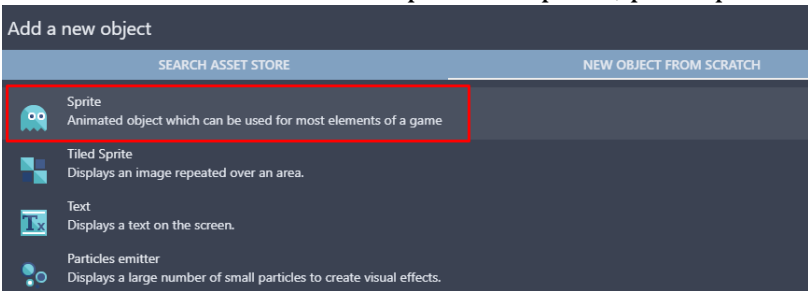 Add a new object
SEARCH ASSET STORE
NEW OBJECT FROM SCRATCH
Sprite
Animated object which can be used for most elements of a game
Tiled Sprite
Displays an image repeated over an area.
Tx
Text
Displays a text on the screen.
Particles emitter
Displays a large number of small particles to create visual effects.